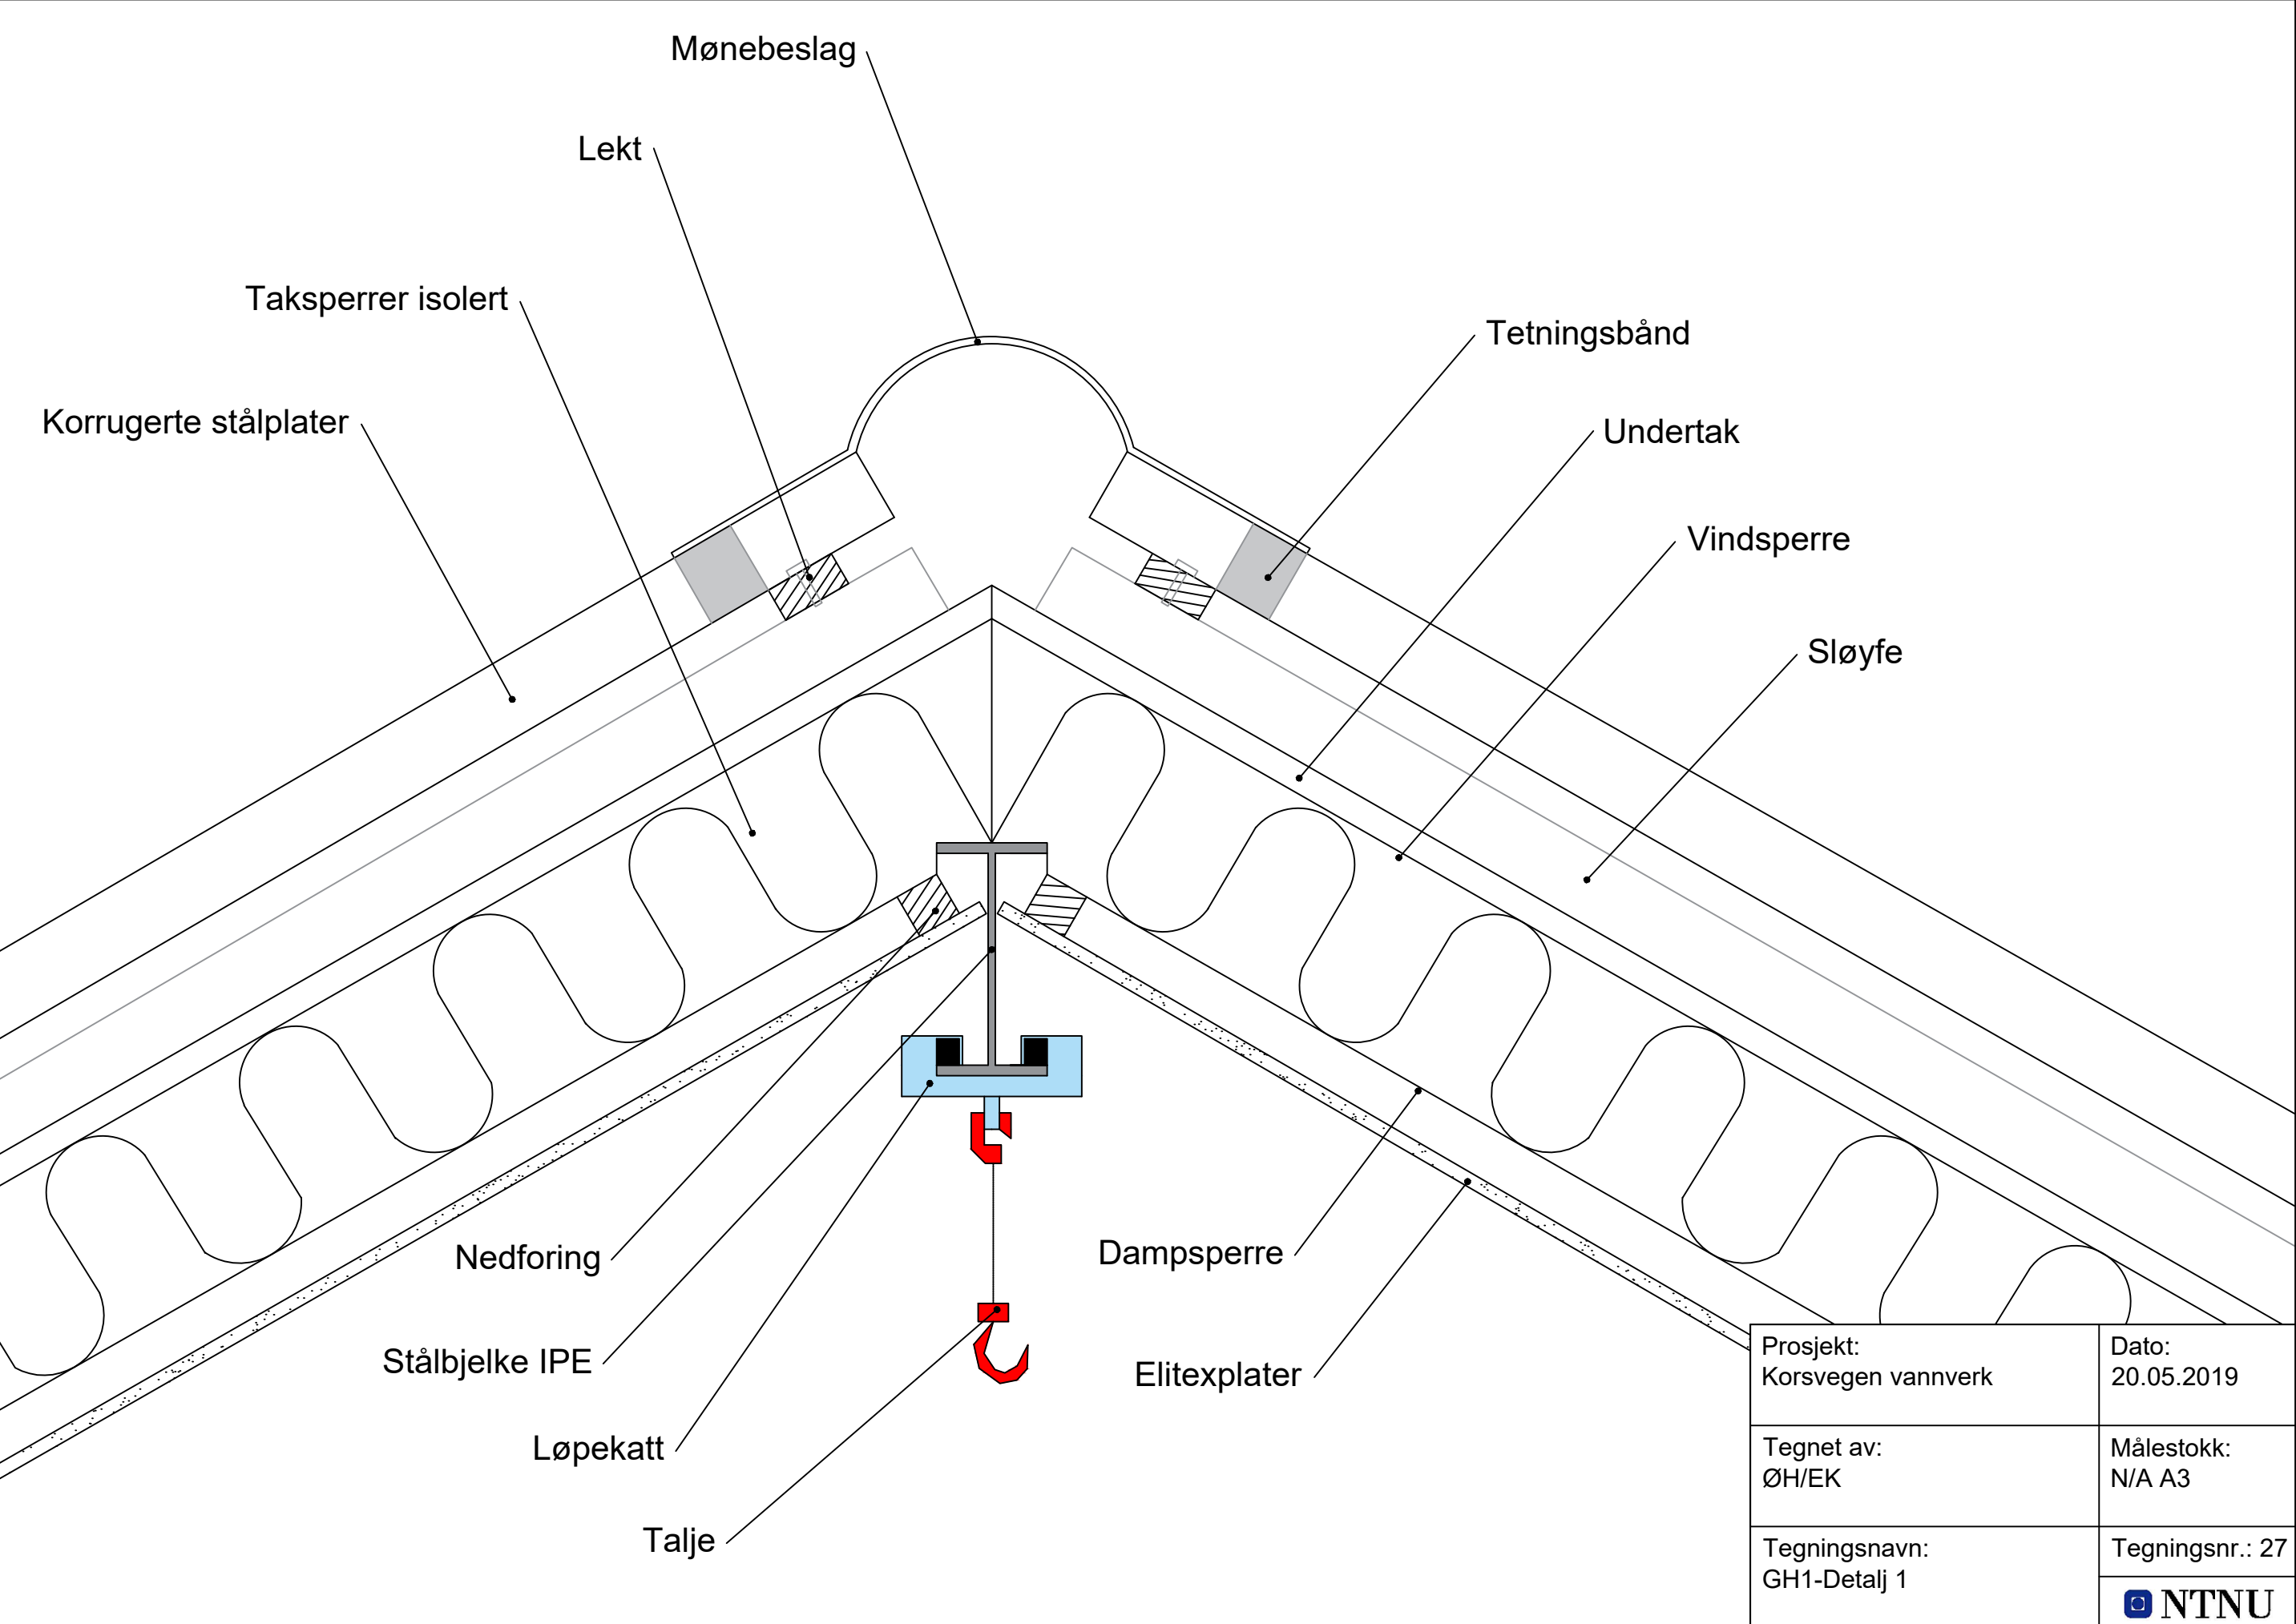 Mønebeslag
Lekt
Taksperrer isolert
Korrugerte stålplater
Tetningsbånd
Undertak
Vindsperre
Sløyfe
Nedforing
Stålbjelke IPE
Løpekatt
Talje
Dampsperre
Elitexplater
Prosjekt:
Korsvegen vannverk
Dato:
20.05.2019
Tegnet av:
ØH/EK
Målestokk:
N/A A3
Tegningsnavn:
GH1-Detalj 1
Tegningsnr.: 27
NTNU